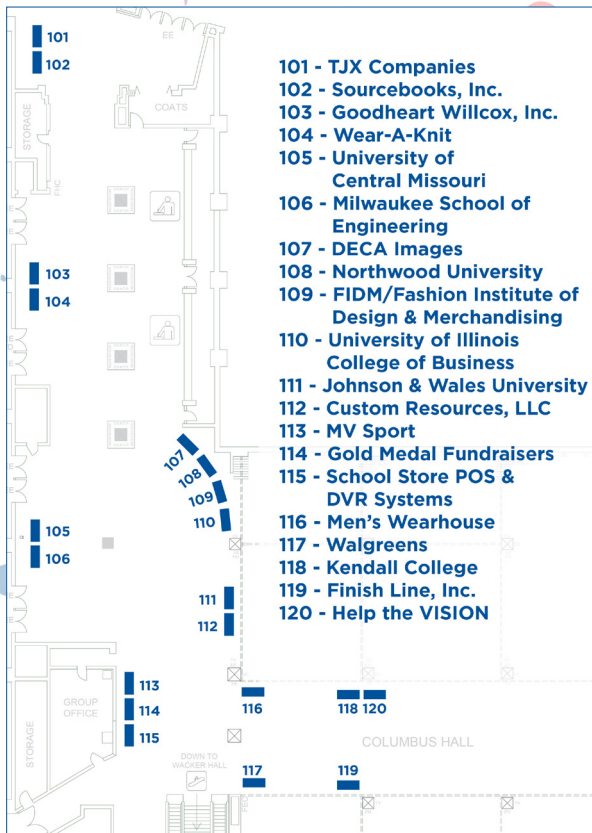 101
102
EE
COATS
STORAGE
FHC
103
104
107
108
109
110
105
106
111
112
113
114
115
GROUP
OFFICE
STORAGE
116
118
120
COLUMBUS HALL
DOWN TO
WACKER HALL
117
119
FEC
101 - TJX Companies
102 - Sourcebooks, Inc.
103 - Goodheart Willcox, Inc.
104 - Wear-A-Knit
105 - University of
Central Missouri
106 - Milwaukee School of
Engineering
107 - DECA Images
108 - Northwood University
109 - FIDM/Fashion Institute of
Design & Merchandising
110 - University of Illinois
College of Business
111 - Johnson & Wales University
112 - Custom Resources, LLC
113 - MV Sport
114 - Gold Medal Fundraisers
115 - School Store POS &
DVR Systems
116 - Men's Wearhouse
117 - Walgreens
118 - Kendall College
119 - Finish Line, Inc.
120 - Help the VISION